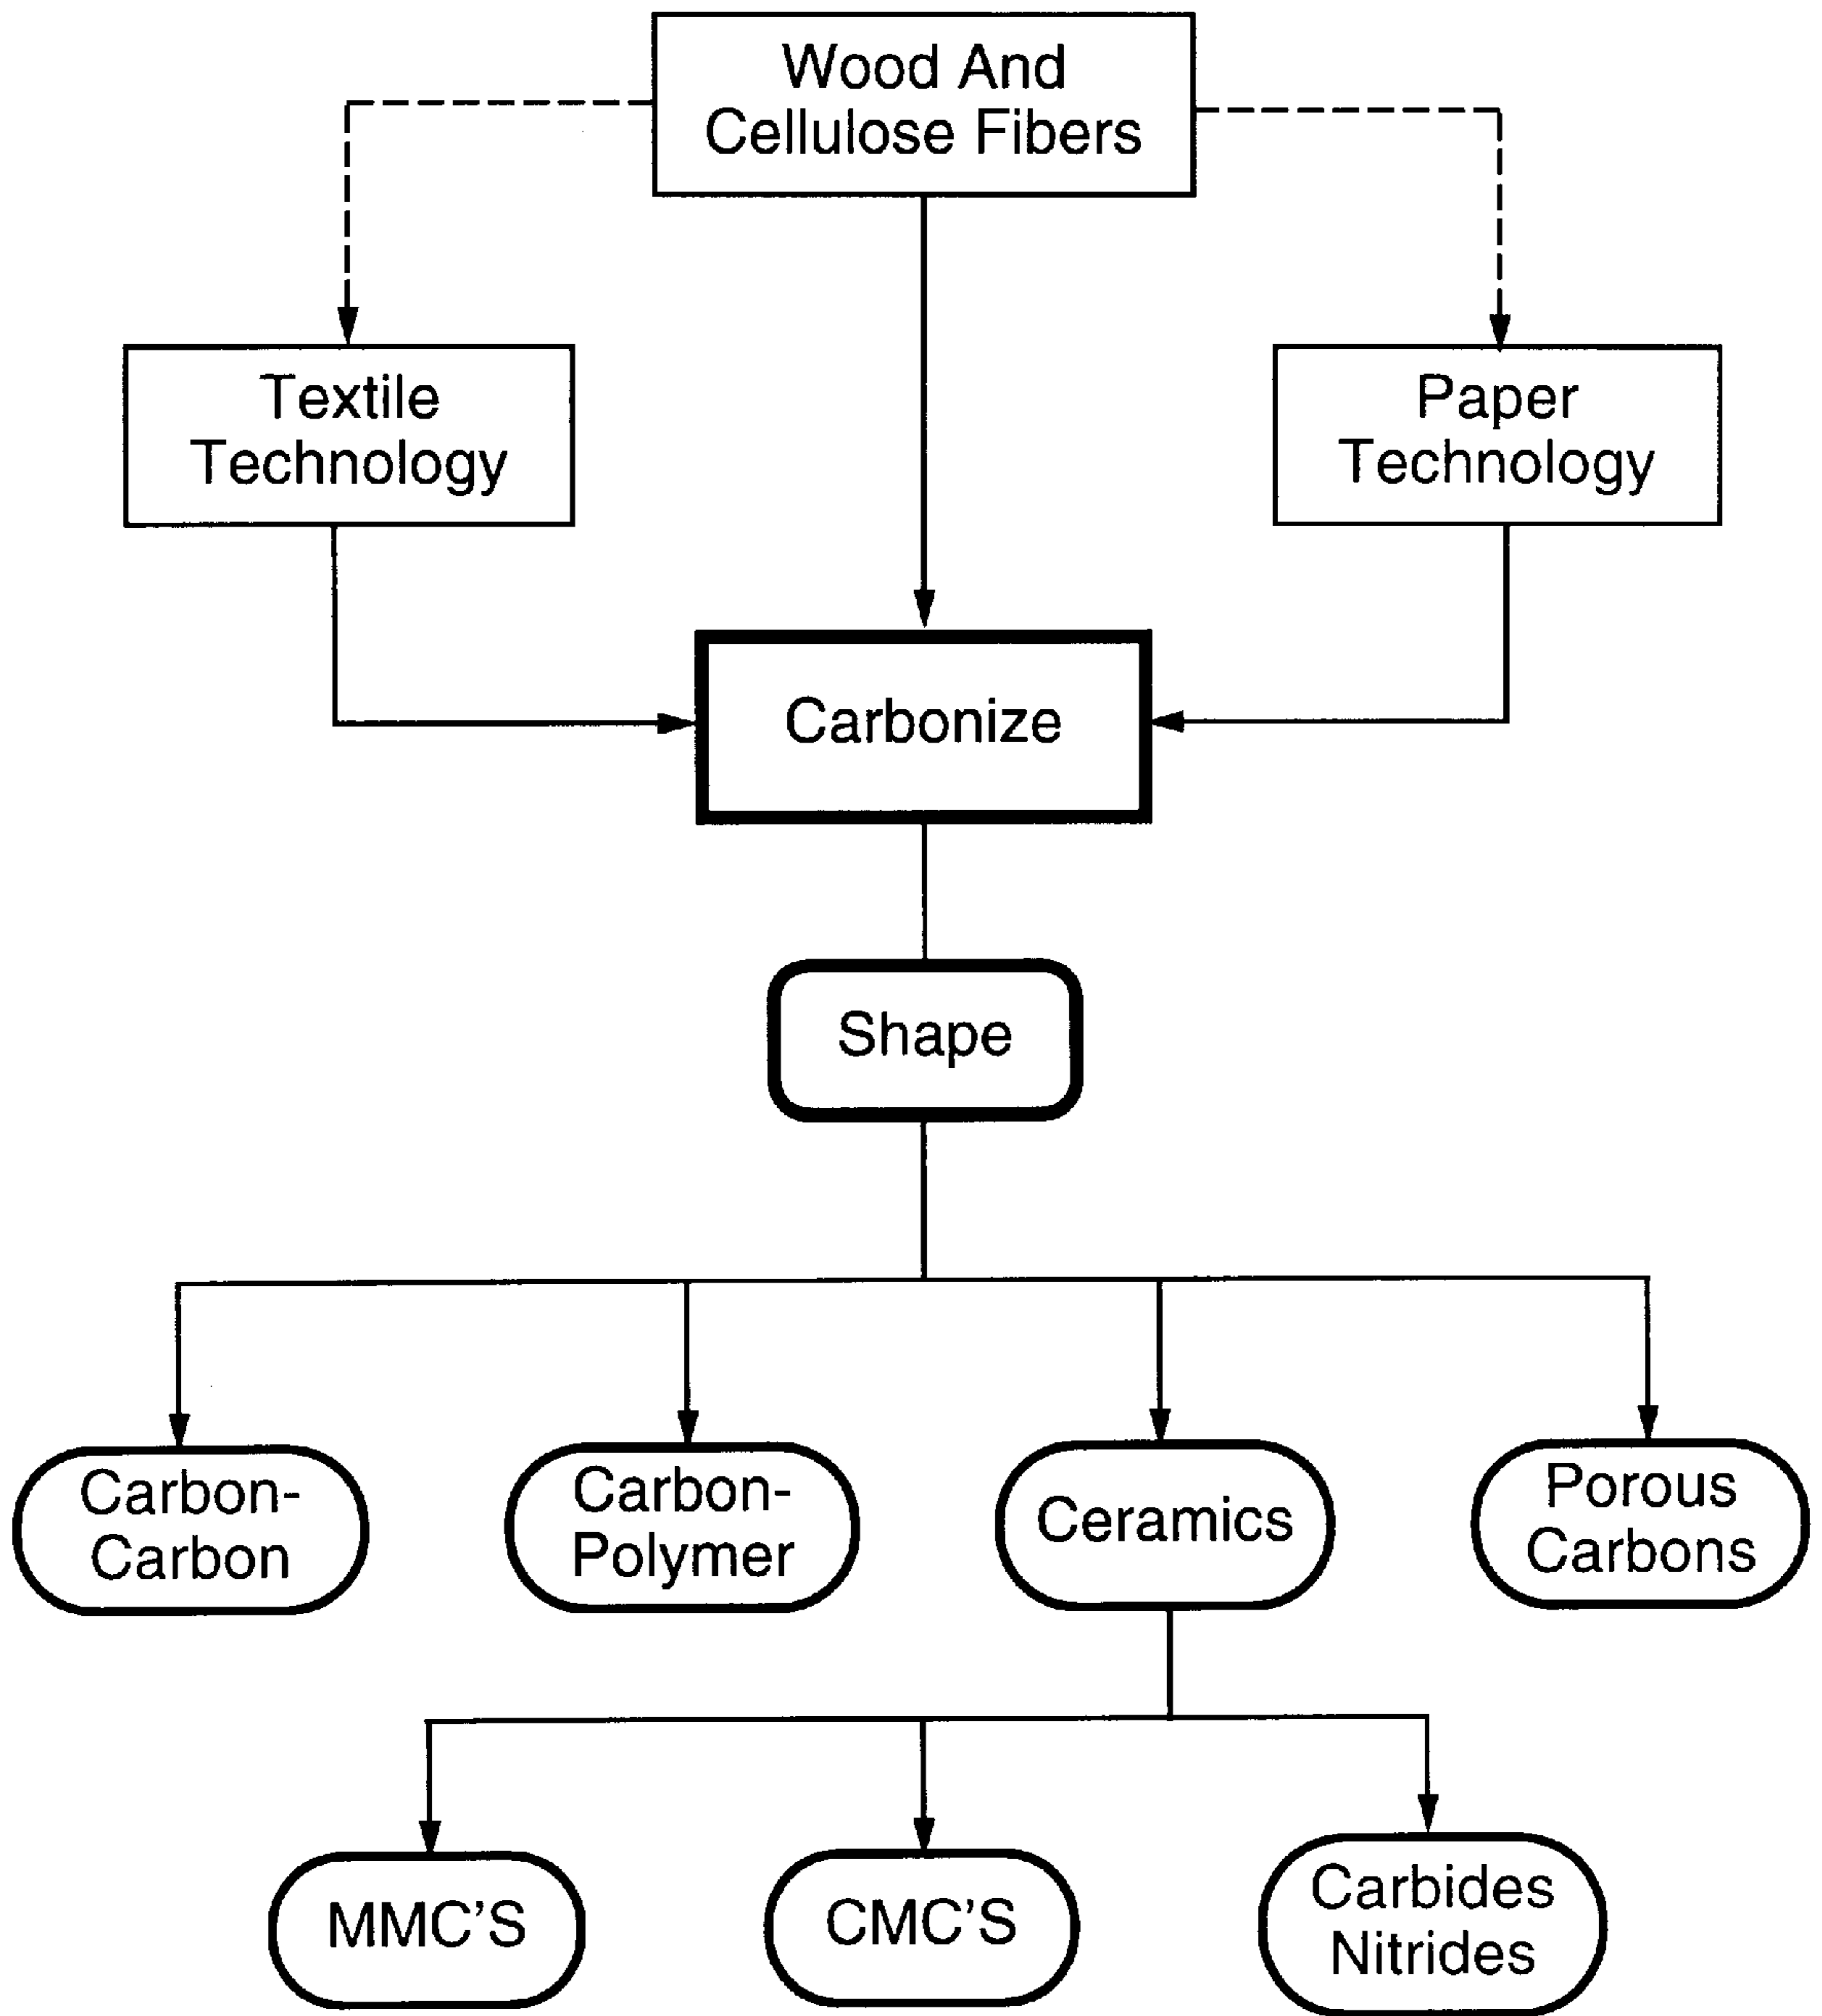 Wood And
Cellulose Fibers
Textile
Technology
Paper
Technology
Carbonize
Shape
Carbon-
Carbon
Carbon-
Polymer
Ceramics
Porous
Carbons
MMC'S
CMC'S
Carbides
Nitrides